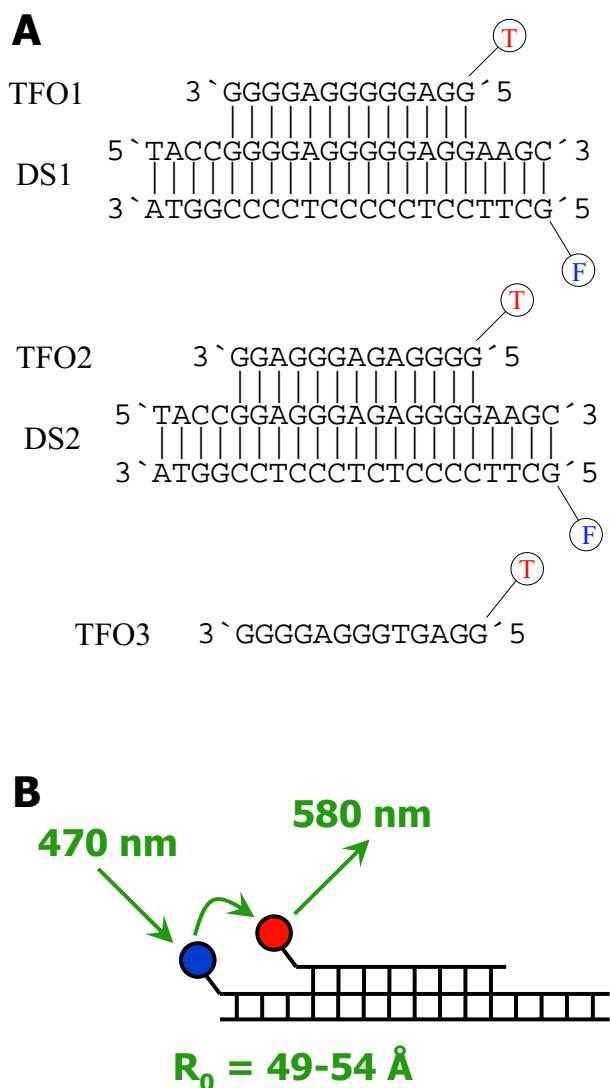 A
T
TFO1 3`GGGGAGGGGGAGG´5
5`TACCGGGGAGGGGGAGGAAGC´3
DS1
3`ATGGCCCCTCCCCCTCCTTCG´5
F
T
TFO2 3`GGAGGGAGAGGGG´5
5`TACCGGAGGGAGAGGGGAAGC´3
DS2
3`ATGGCCTCCCTCTCCCCTTCG´5
F
T
TFO3 3`GGGGAGGGTGAGG´5
B
580 nm
470 nm
R0 = 49-54 Å